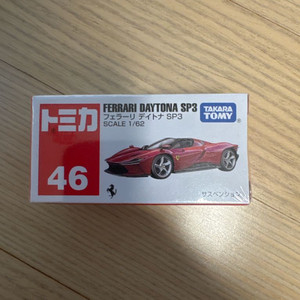 トミカ
46
FERRARI DAYTONA SP3
フェラーリ デイトナ SP3
SCALE 1/62
TAKARA
TOMY
サスペンション